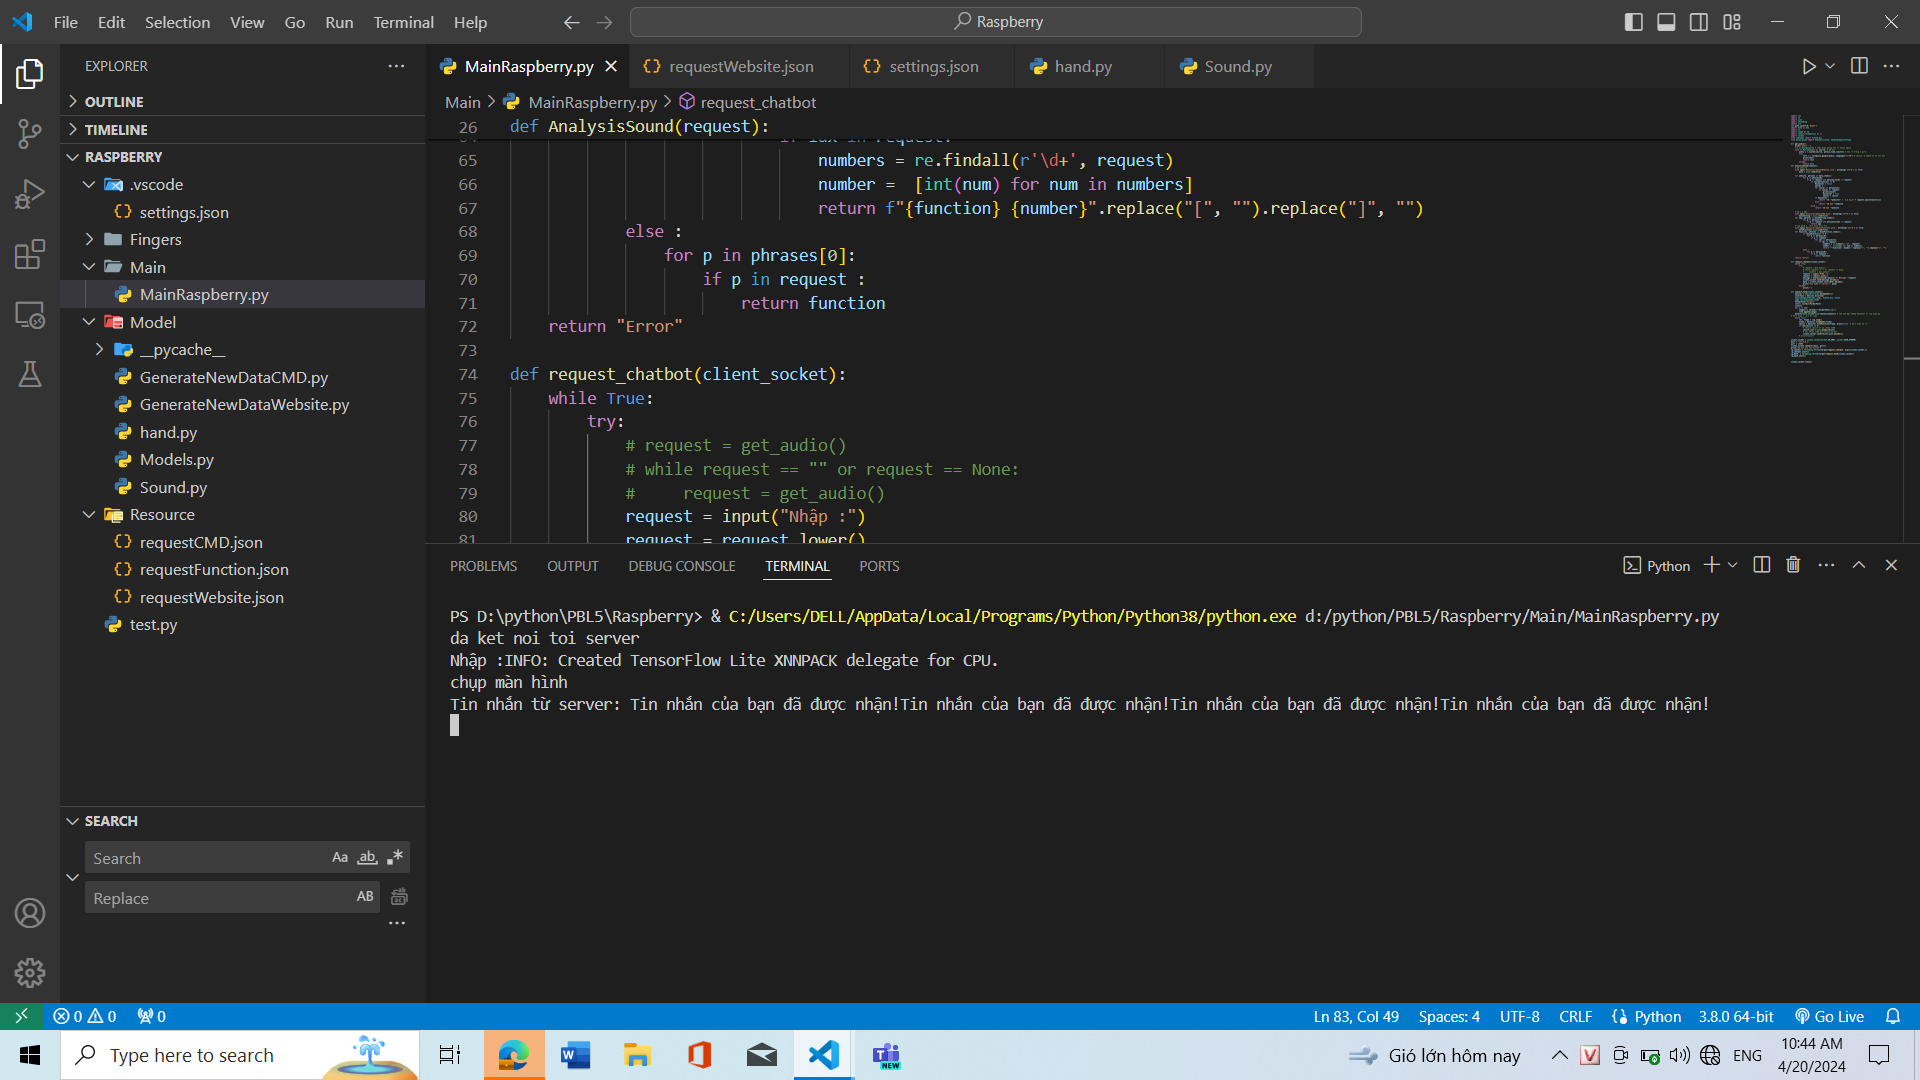 File Edit Selection View Go Run Terminal Help
Raspberry
EXPLORER
OUTLINE
TIMELINE
RASPBERRY
.vscode
settings.json
Fingers
Main
MainRaspberry.py
Model
__pycache__
GenerateNewDataCMD.py
GenerateNewDataWebsite.py
hand.py
Models.py
Sound.py
Resource
requestCMD.json
requestFunction.json
requestWebsite.json
test.py
SEARCH
Search Aa ab
Replace AB
MainRaspberry.py requestWebsite.json settings.json hand.py Sound.py
Main MainRaspberry.py request_chatbot
26 def AnalysisSound(request):
65 numbers = re.findall(r'\d+', request)
66 number =  [int(num) for num in numbers]
67 return f"{function} {number}".replace("[", "").replace("]", "")
68 else :
69 for p in phrases[0]:
70 if p in request :
71 return function
72 return "Error"
73
74 def request_chatbot(client_socket):
75 while True:
76 try:
77 # request = get_audio()
78 # while request == "" or request == None:
79 #     request = get_audio()
80 request = input("Nhập :")
81 request = request.lower()
PROBLEMS OUTPUT DEBUG CONSOLE TERMINAL PORTS
Python
PS D:\python\PBL5\Raspberry> & C:/Users/DELL/AppData/Local/Programs/Python/Python38/python.exe d:/python/PBL5/Raspberry/Main/MainRaspberry.py
da ket noi toi server
Nhập :INFO: Created TensorFlow Lite XNNPACK delegate for CPU.
chụp màn hình
Tin nhắn từ server: Tin nhắn của bạn đã được nhận!Tin nhắn của bạn đã được nhận!Tin nhắn của bạn đã được nhận!Tin nhắn của bạn đã được nhận!
0 0 0
Ln 83, Col 49 Spaces: 4 UTF-8 CRLF Python 3.8.0 64-bit Go Live
Type here to search
NEW
Gió lớn hôm nay
V
ENG
10:44 AM
4/20/2024